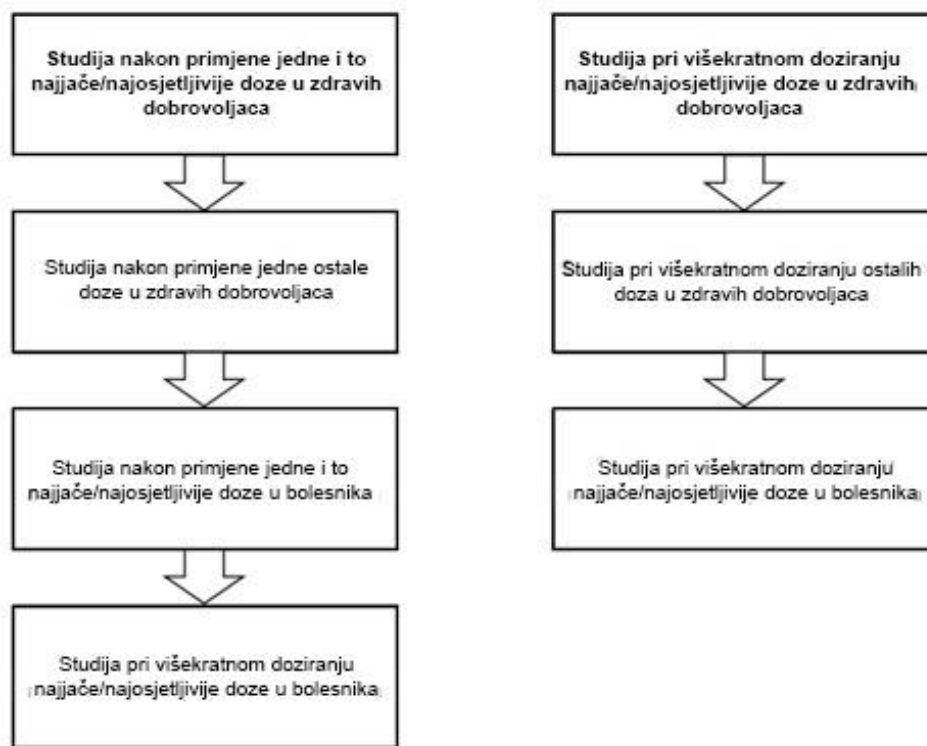 Studija nakon primjene jedne i to
najjače/najosjetljivije doze u zdravih
dobrovoljaca
Studija nakon primjene jedne ostale
doze u zdravih dobrovoljaca
Studija nakon primjene jedne i to
najjače/najosjetljivije doze u bolesnika
Studija pri višekratnom doziranju
najjače/najosjetljivije doze u bolesnika
Studija pri višekratnom doziranju
najjače/najosjetljivije doze u zdravih
dobrovoljaca
Studija pri višekratnom doziranju ostalih
doza u zdravih dobrovoljaca
Studija pri višekratnom doziranju
najjače/najosjetljivije doze u bolesnika